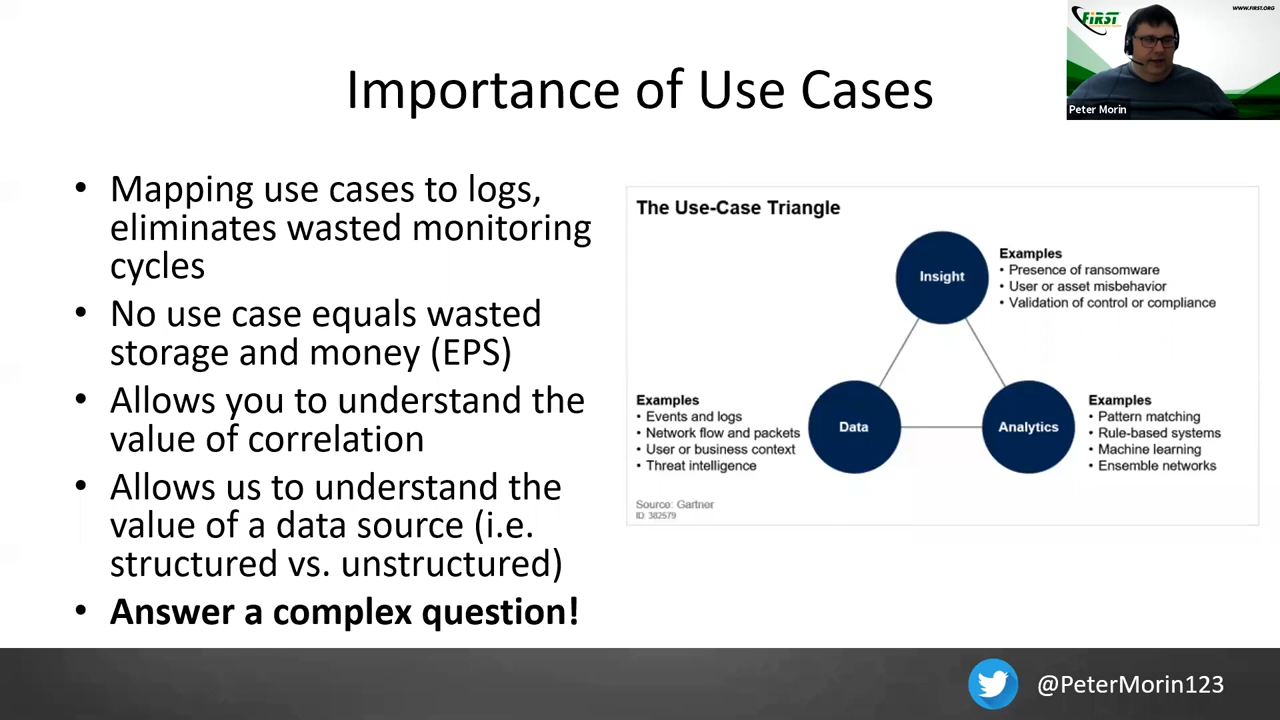 FIRST
WWW.FIRST.ORG
Peter Morin
Importance of Use Cases
• Mapping use cases to logs,
eliminates wasted monitoring
cycles
• No use case equals wasted
storage and money (EPS)
• Allows you to understand the
value of correlation
• Allows us to understand the
value of a data source (i.e.
structured vs. unstructured)
• Answer a complex question!
The Use-Case Triangle
Insight
Examples
• Presence of ransomware
• User or asset misbehavior
• Validation of control or compliance
Examples
• Events and logs
• Network flow and packets
• User or business context
• Threat intelligence
Data
Analytics
Examples
• Pattern matching
• Rule-based systems
• Machine learning
• Ensemble networks
Source: Gartner
ID: 382579
@PeterMorin123